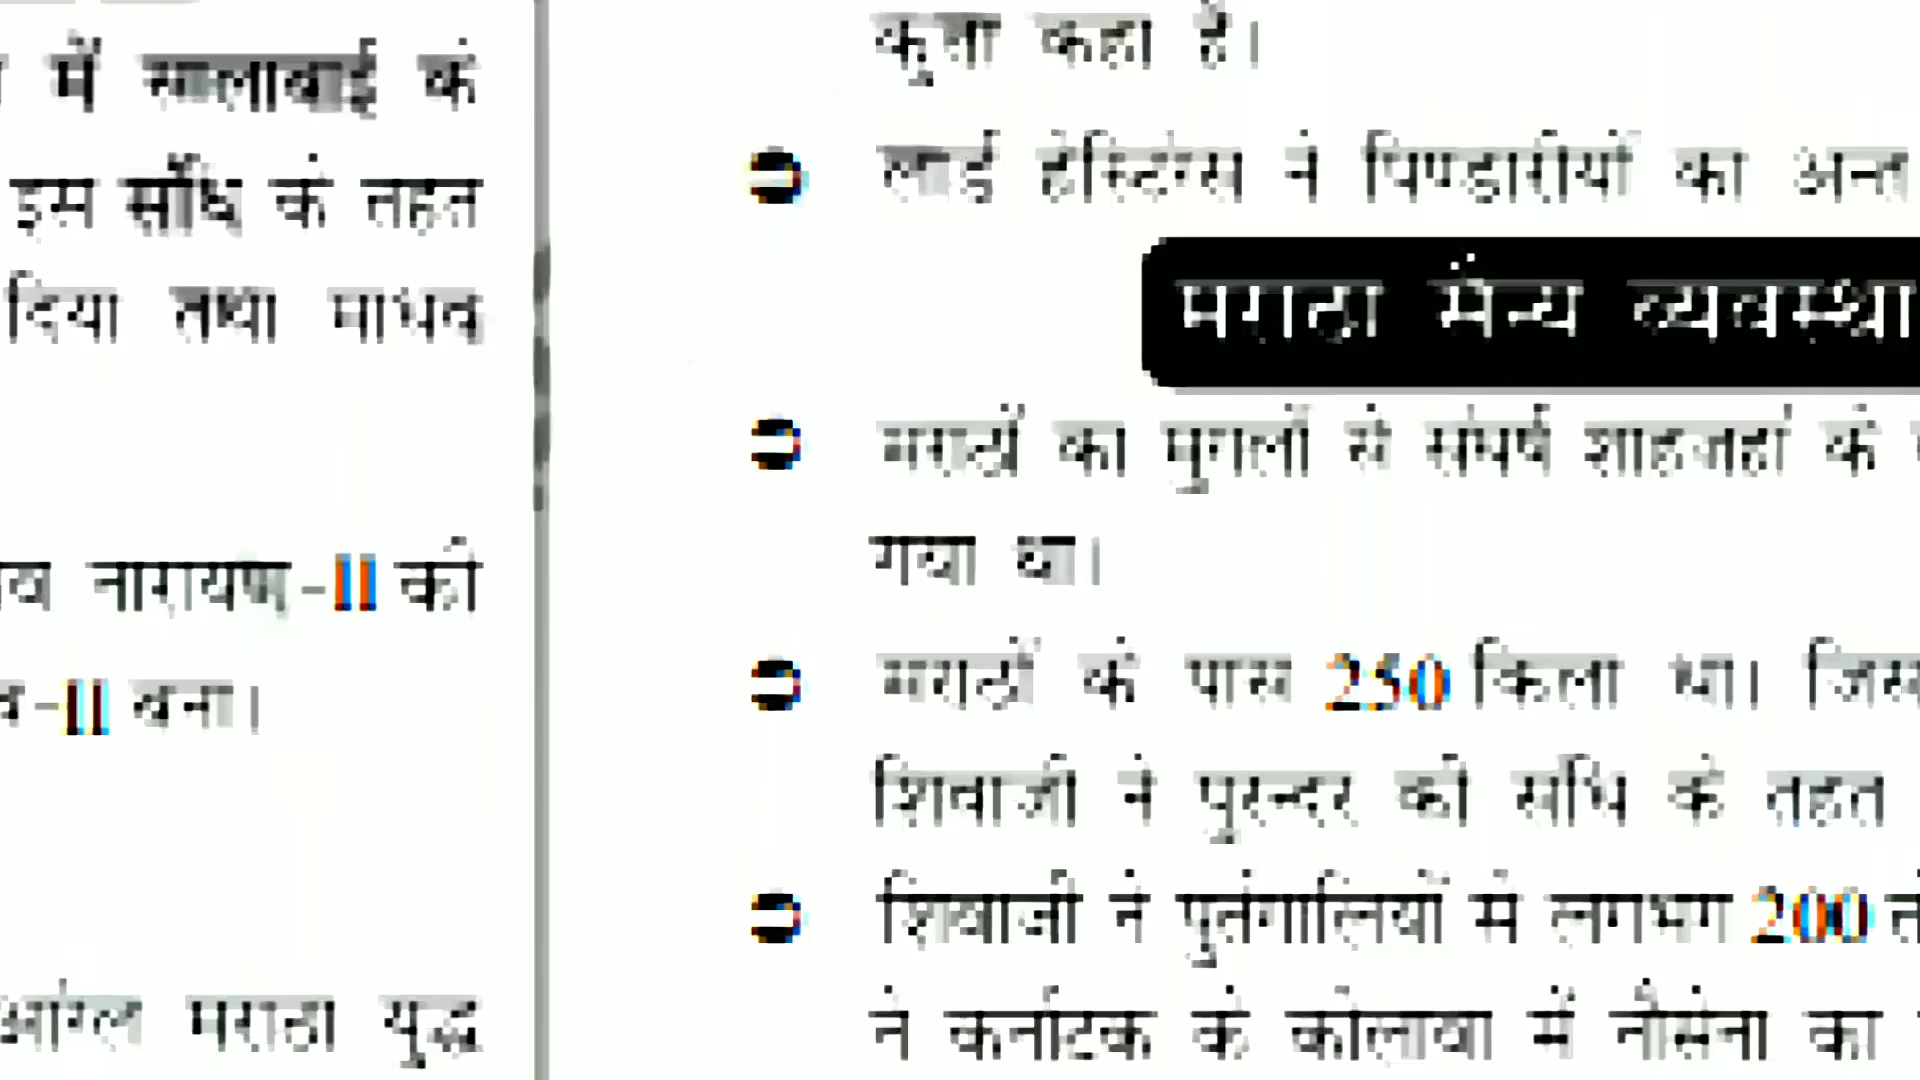 में सालाबाई के
इस संधि के तहत
दिया तथा माधव
नारायण-II की
-II बना।
आंग्ल मराठा युद्ध
कुत्ता कहा है।
लार्ड हेस्टिंग्स ने पिण्डारीयों का अन्त
मराठा सैन्य व्यवस्था
मराठों का मुगलों से संघर्ष शाहजहां के
गया था।
मराठों के पास 250 किला था।
शिवाजी ने पुरन्दर की संधि के तहत
शिवाजी ने पुर्तगालियों से लगभग 200
ने कर्नाटक के कोलावा में नौसेना का